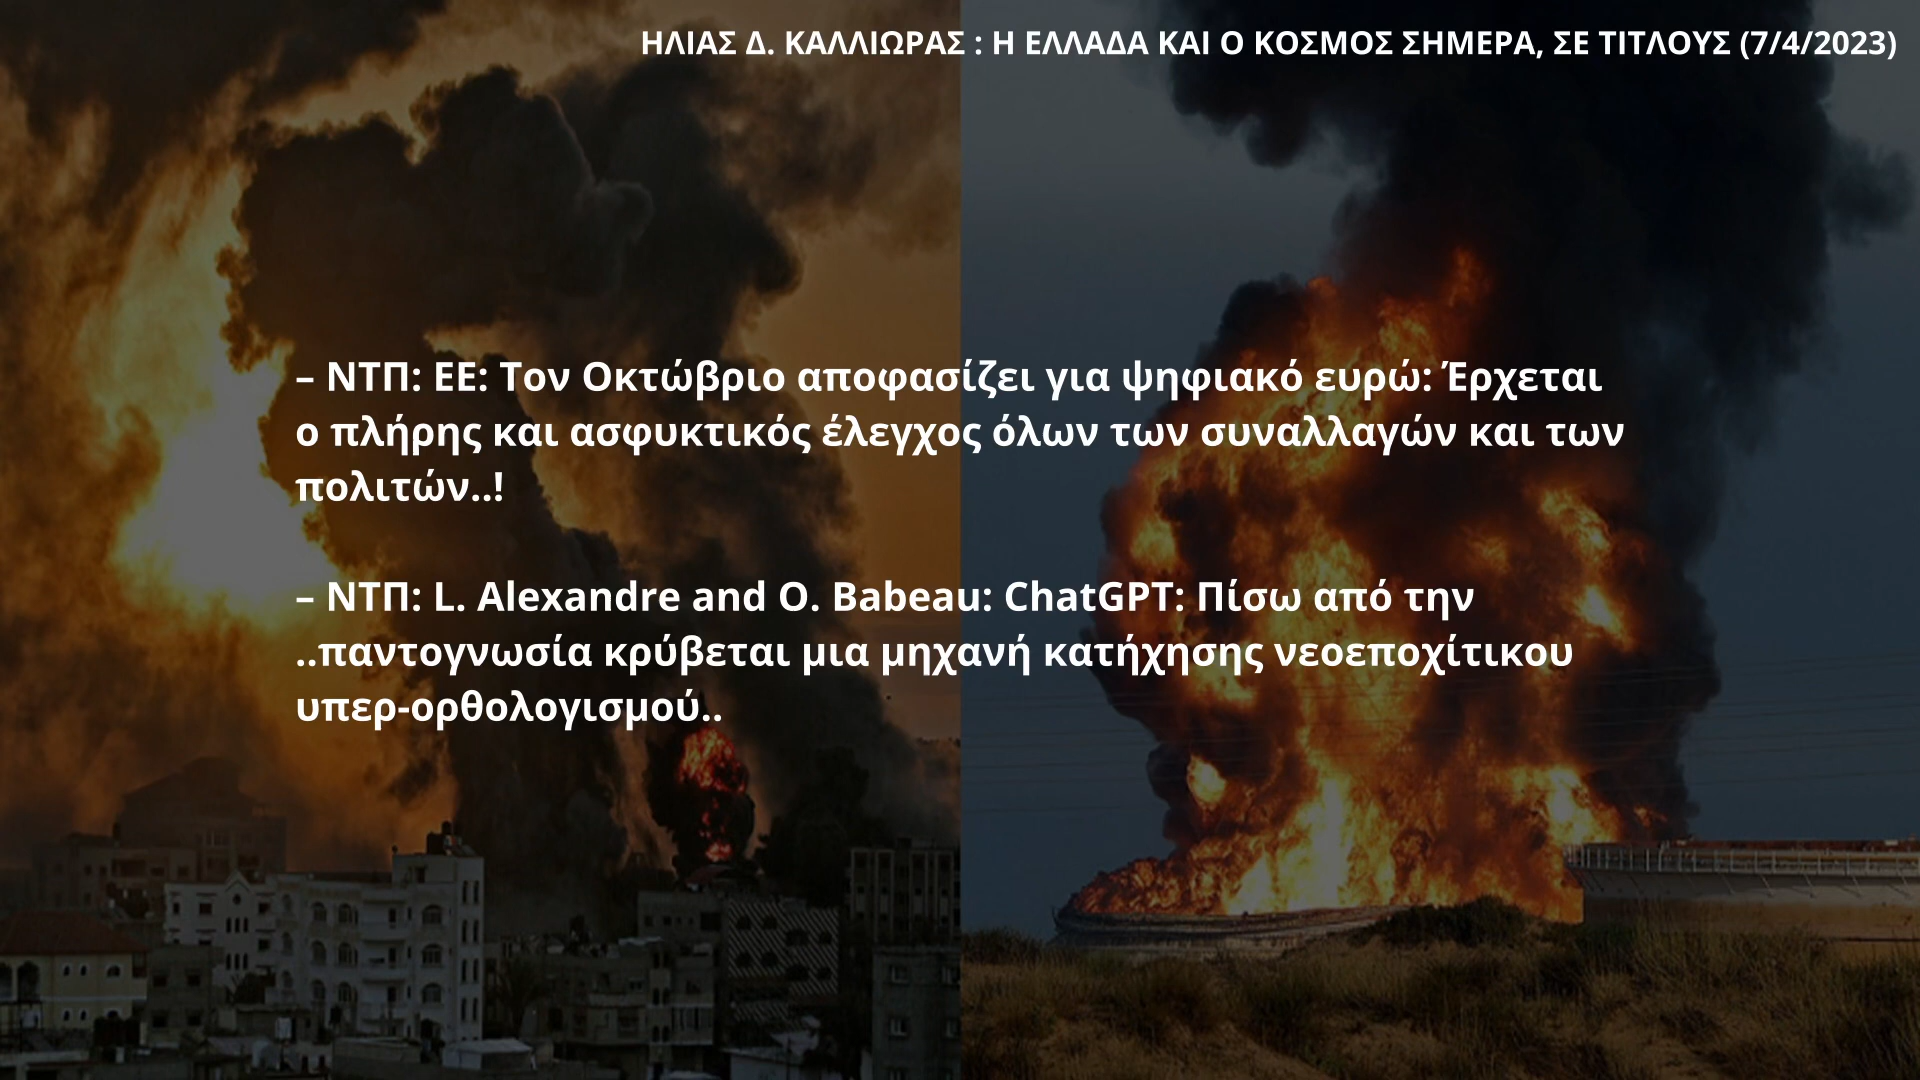 ΗΛΙΑΣ Δ. ΚΑΛΛΙΩΡΑΣ : Η ΕΛΛΑΔΑ ΚΑΙ Ο ΚΟΣΜΟΣ ΣΗΜΕΡΑ, ΣΕ ΤΙΤΛΟΥΣ (7/4/2023)
– ΝΤΠ: ΕΕ: Τον Οκτώβριο αποφασίζει για ψηφιακό ευρώ: Έρχεται
ο πλήρης και ασφυκτικός έλεγχος όλων των συναλλαγών και των
πολιτών..!
– ΝΤΠ: L. Alexandre and O. Babeau: ChatGPT: Πίσω από την
..παντογνωσία κρύβεται μια μηχανή κατήχησης νεοεποχίτικου
υπερ-ορθολογισμού..